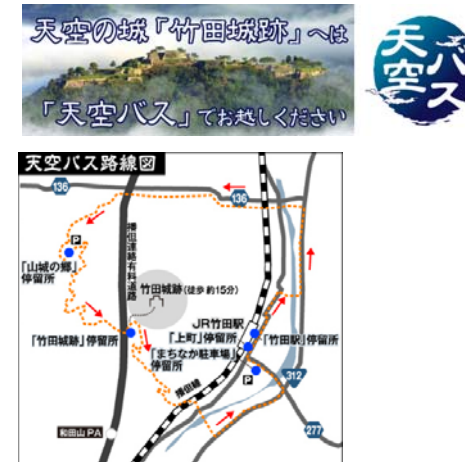 天空の城「竹田城跡」へは
「天空バス」でお越しください
天空
バス
天空バス路線図
136
136
P
「山城の郷」
停留所
播但連絡有料道路
竹田城跡(徒歩約15分)
JR竹田駅
「上町」停留所
「竹田駅」停留所
「竹田城跡」停留所
「まちなか駐車場」
停留所
播但線
P
312
277
和田山PA